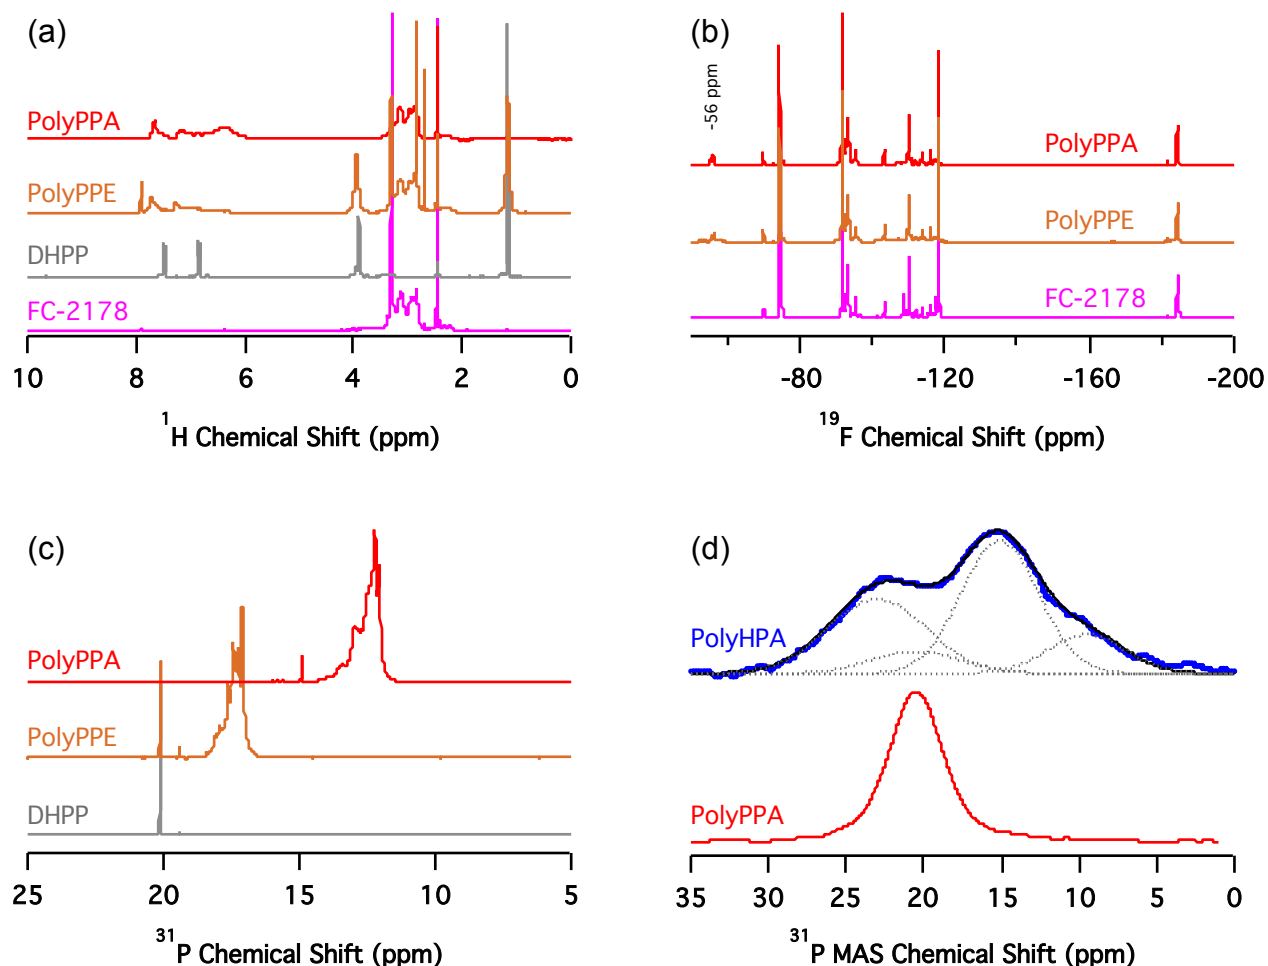 (a)
PolyPPA
PolyPPE
DHPP
FC-2178
10 8 6 4 2 0
1H Chemical Shift (ppm)
(b)
-56 ppm
PolyPPA
PolyPPE
FC-2178
-80 -120 -160 -200
19F Chemical Shift (ppm)
(c)
PolyPPA
PolyPPE
DHPP
25 20 15 10 5
31P Chemical Shift (ppm)
(d)
PolyHPA
PolyPPA
35 30 25 20 15 10 5 0
31P MAS Chemical Shift (ppm)